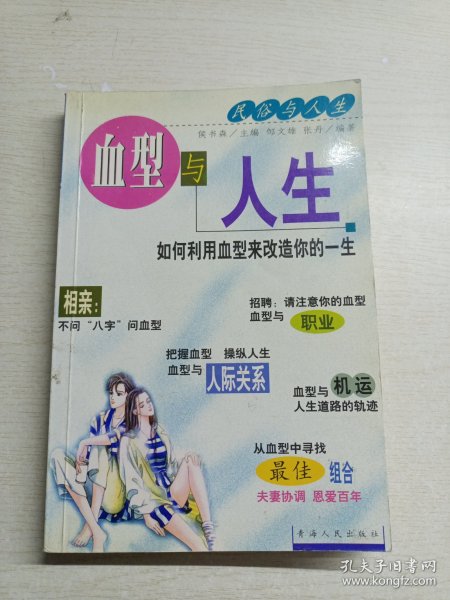 民俗与人生
侯书森／主编 邹文雄 张丹／编著
血型与人生
如何利用血型来改造你的一生
相亲：
不问“八字”问血型
招聘：请注意你的血型
血型与 职业
把握血型 操纵人生
血型与 人际关系
血型与 机运
人生道路的轨迹
从血型中寻找
最佳 组合
夫妻协调 恩爱百年
青海人民出版社
孔夫子旧书网
www.kongfz.com